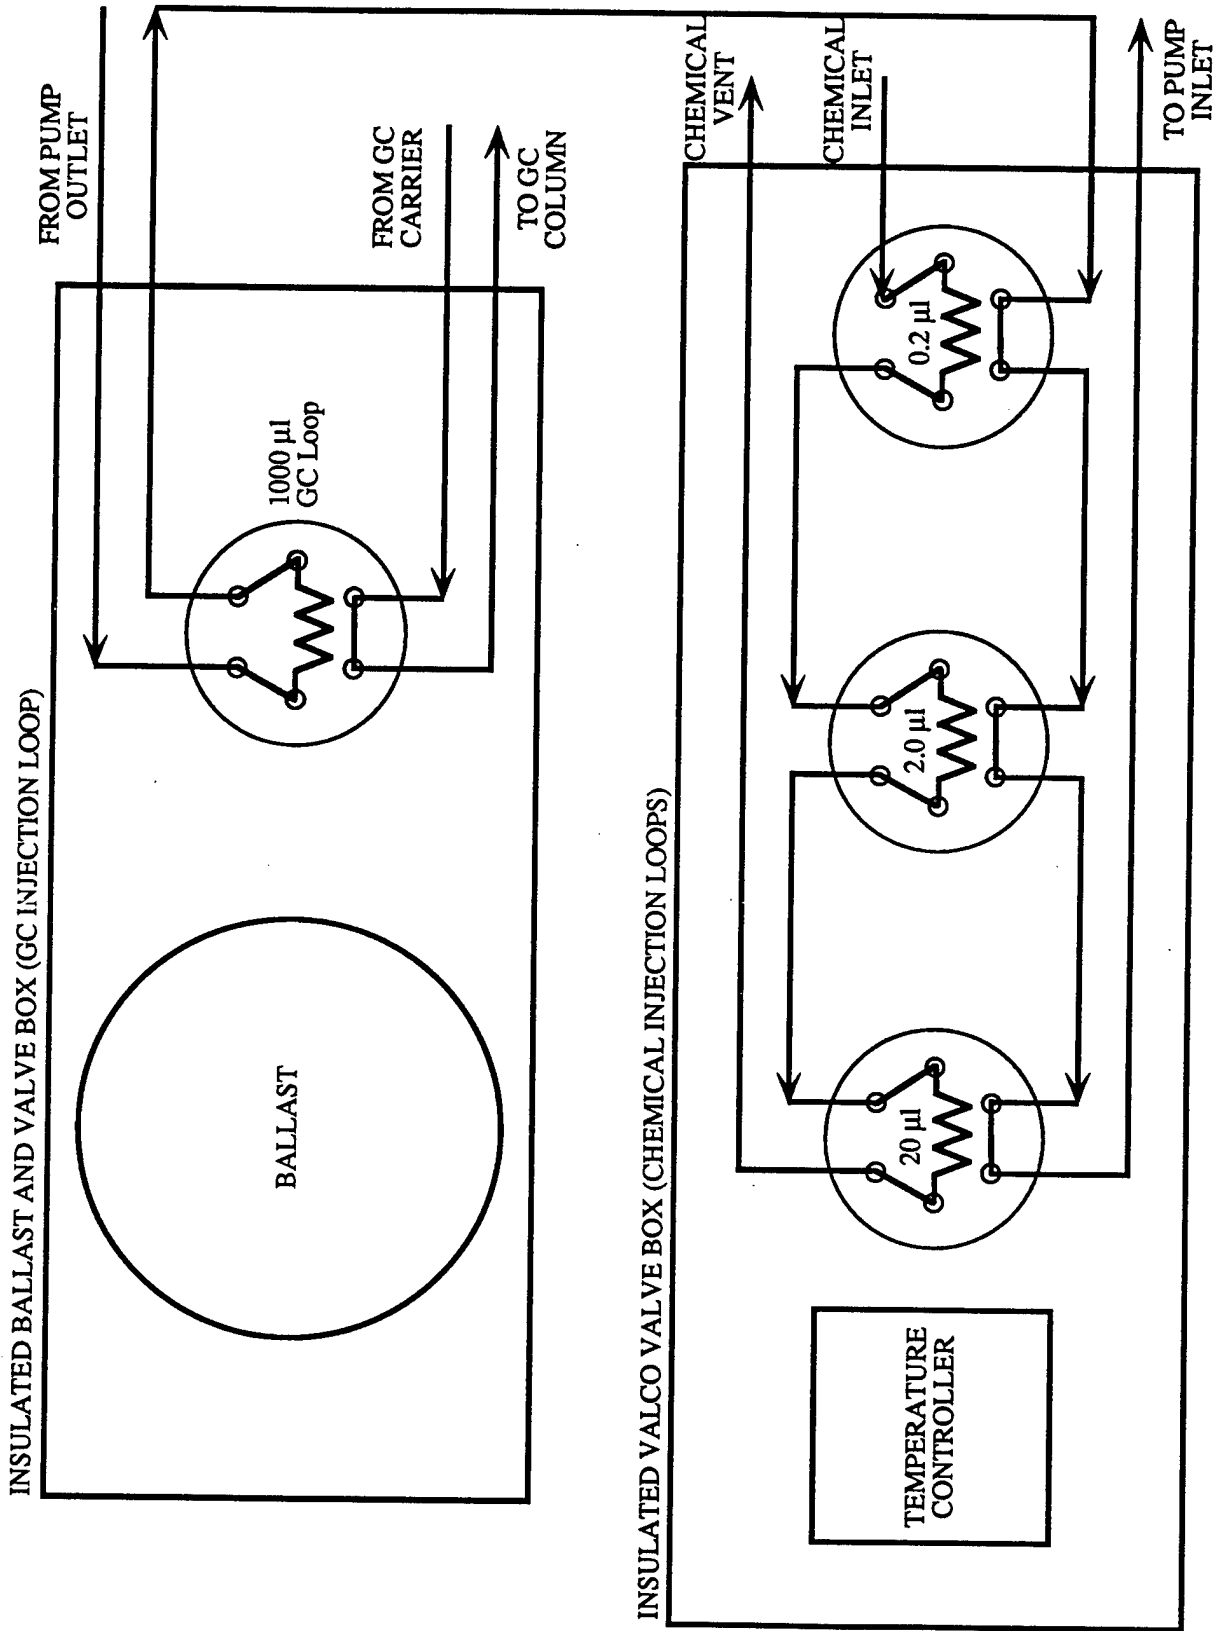 INSULATED BALLAST AND VALVE BOX (GC INJECTION LOOP)
BALLAST
1000 µl
GC Loop
FROM PUMP
OUTLET
FROM GC
CARRIER
TO GC
COLUMN
INSULATED VALCO VALVE BOX (CHEMICAL INJECTION LOOPS)
TEMPERATURE
CONTROLLER
20 µl
2.0 µl
0.2 µl
CHEMICAL
VENT
CHEMICAL
INLET
TO PUMP
INLET